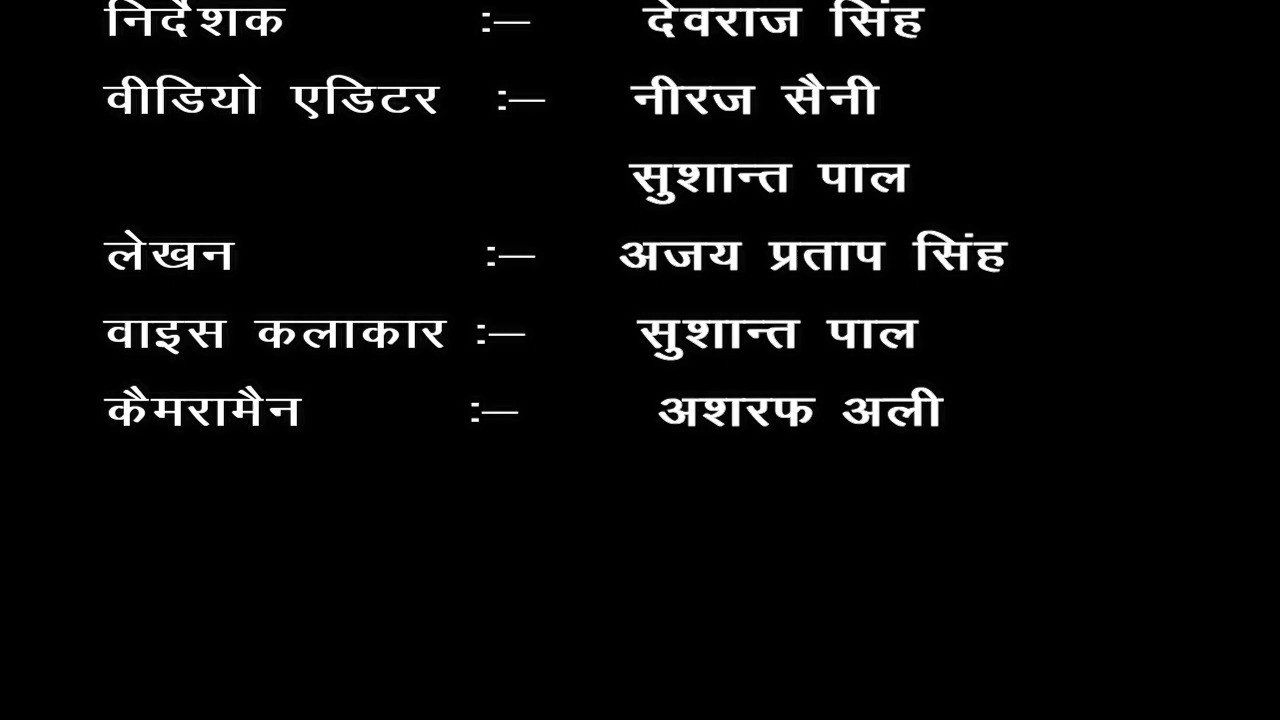 निर्देशक :— देवराज सिंह
वीडियो एडिटर :— नीरज सैनी
सुशान्त पाल
लेखन :— अजय प्रताप सिंह
वाइस कलाकार :— सुशान्त पाल
कैमरामैन :— अशरफ अली